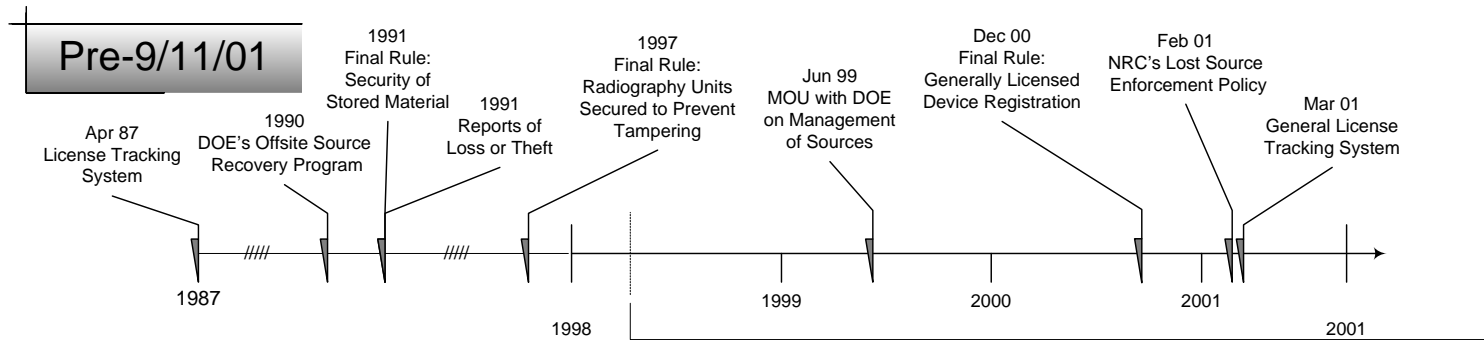 Pre-9/11/01
Apr 87
License Tracking
System
1990
DOE's Offsite Source
Recovery Program
1991
Final Rule:
Security of
Stored Material
1991
Reports of
Loss or Theft
1997
Final Rule:
Radiography Units
Secured to Prevent
Tampering
Jun 99
MOU with DOE
on Management
of Sources
Dec 00
Final Rule:
Generally Licensed
Device Registration
Feb 01
NRC's Lost Source
Enforcement Policy
Mar 01
General License
Tracking System
1987
1998
1999
2000
2001
2001